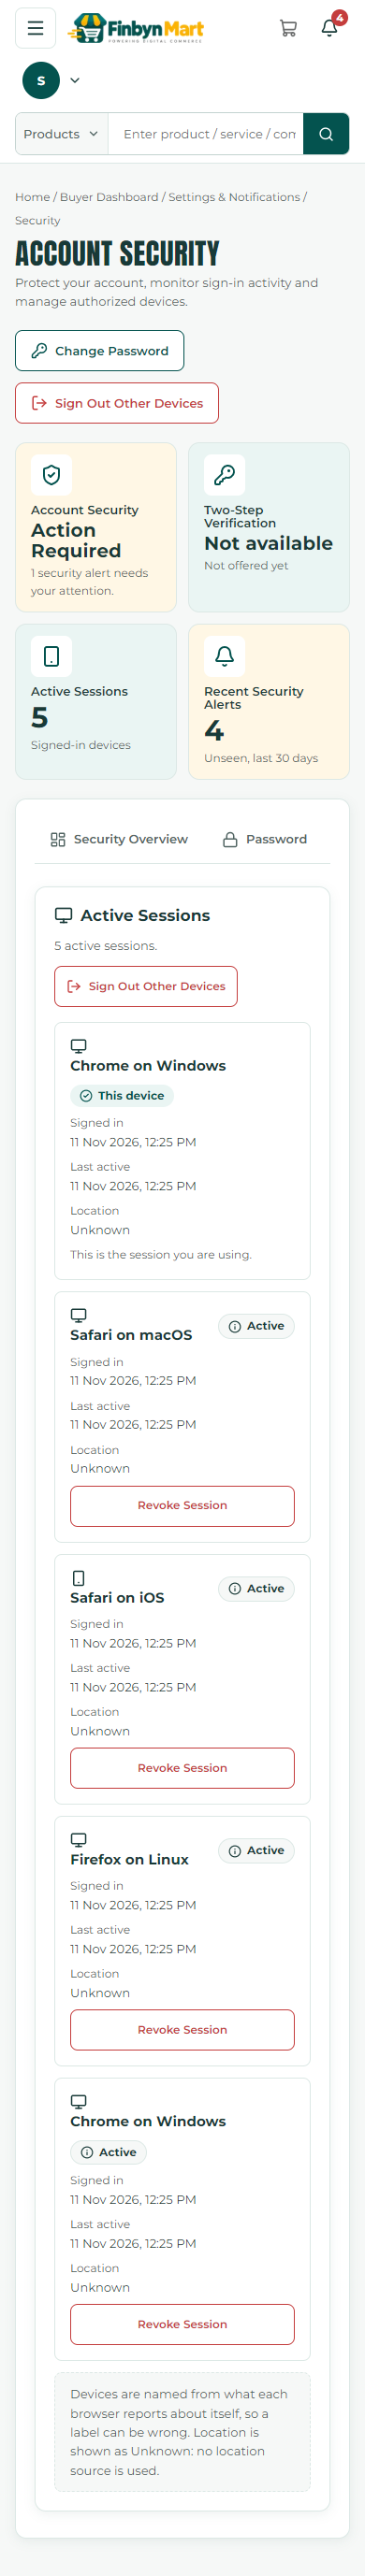 FinbynMart
POWERING DIGITAL COMMERCE
4
S
Products
Enter product / service / com
Home / Buyer Dashboard / Settings & Notifications /
Security
ACCOUNT SECURITY
Protect your account, monitor sign-in activity and
manage authorized devices.
Change Password
Sign Out Other Devices
Account Security
Action
Required
1 security alert needs
your attention.
Two-Step
Verification
Not available
Not offered yet
Active Sessions
5
Signed-in devices
Recent Security
Alerts
4
Unseen, last 30 days
Security Overview
Password
Active Sessions
5 active sessions.
Sign Out Other Devices
Chrome on Windows
This device
Signed in
11 Nov 2026, 12:25 PM
Last active
11 Nov 2026, 12:25 PM
Location
Unknown
This is the session you are using.
Safari on macOS
Active
Signed in
11 Nov 2026, 12:25 PM
Last active
11 Nov 2026, 12:25 PM
Location
Unknown
Revoke Session
Safari on iOS
Active
Signed in
11 Nov 2026, 12:25 PM
Last active
11 Nov 2026, 12:25 PM
Location
Unknown
Revoke Session
Firefox on Linux
Active
Signed in
11 Nov 2026, 12:25 PM
Last active
11 Nov 2026, 12:25 PM
Location
Unknown
Revoke Session
Chrome on Windows
Active
Signed in
11 Nov 2026, 12:25 PM
Last active
11 Nov 2026, 12:25 PM
Location
Unknown
Revoke Session
Devices are named from what each
browser reports about itself, so a
label can be wrong. Location is
shown as Unknown: no location
source is used.